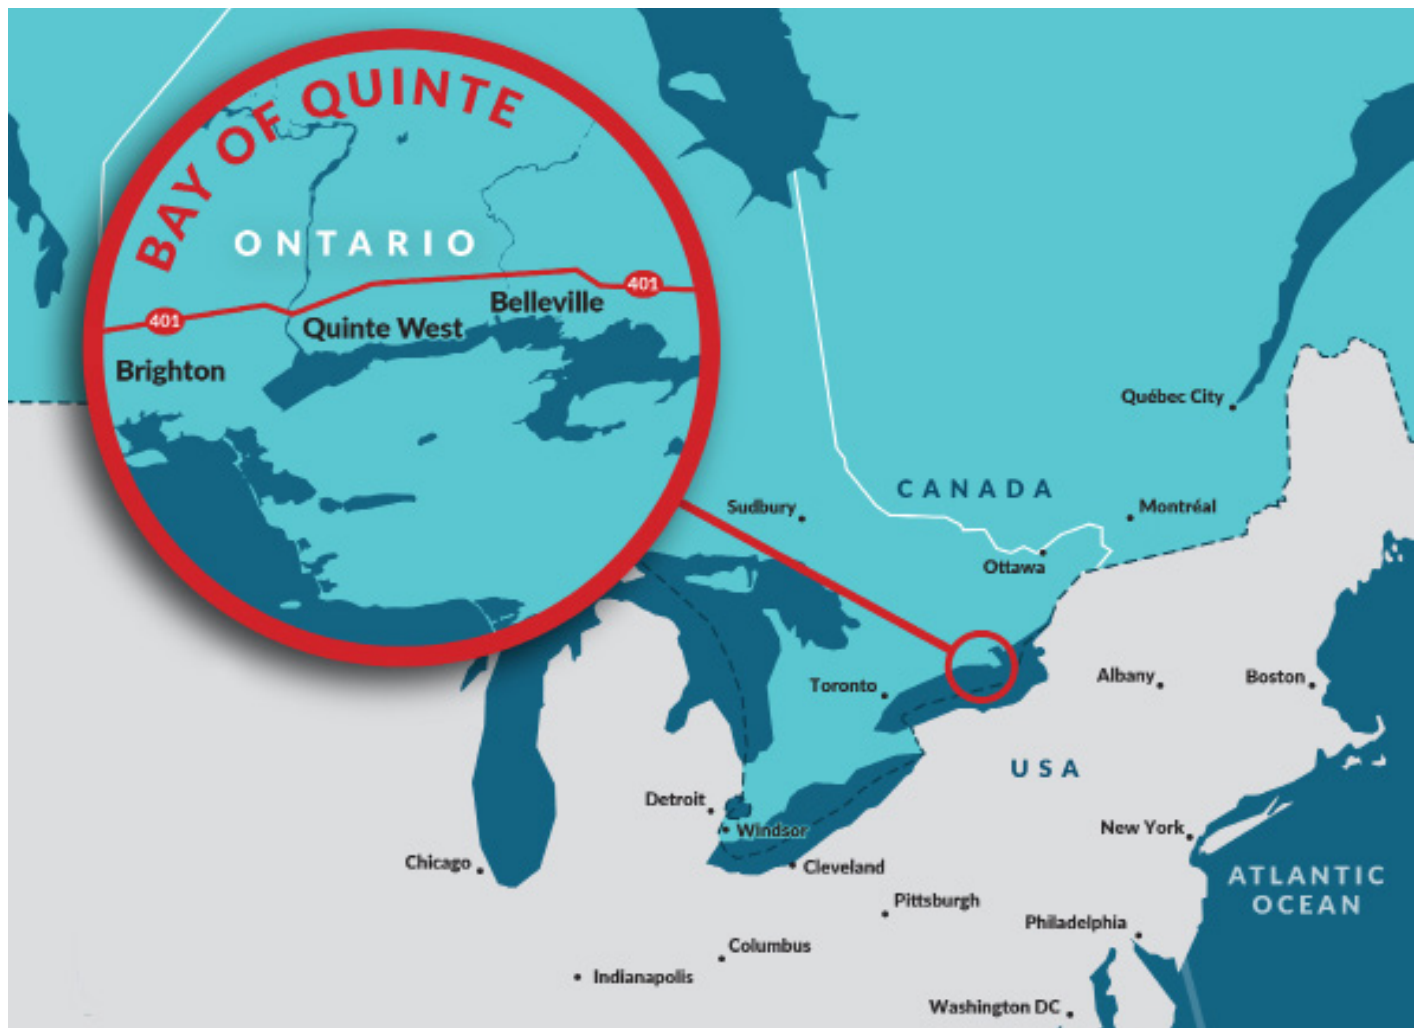 BAY OF QUINTE
ONTARIO
401
401
Belleville
Quinte West
Brighton
Québec City
CANADA
Sudbury
Montréal
Ottawa
Toronto
Albany
Boston
USA
Detroit
Windsor
New York
Chicago
Cleveland
ATLANTIC
OCEAN
Pittsburgh
Philadelphia
Columbus
Indianapolis
Washington DC